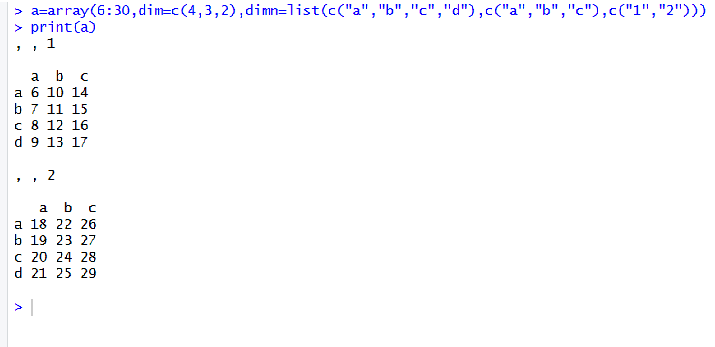 > a=array(6:30,dim=c(4,3,2),dimn=list(c("a","b","c","d"),c("a","b","c"),c("1","2")))
> print(a)
, , 1
  a  b  c
a 6 10 14
b 7 11 15
c 8 12 16
d 9 13 17
, , 2
   a  b  c
a 18 22 26
b 19 23 27
c 20 24 28
d 21 25 29
>